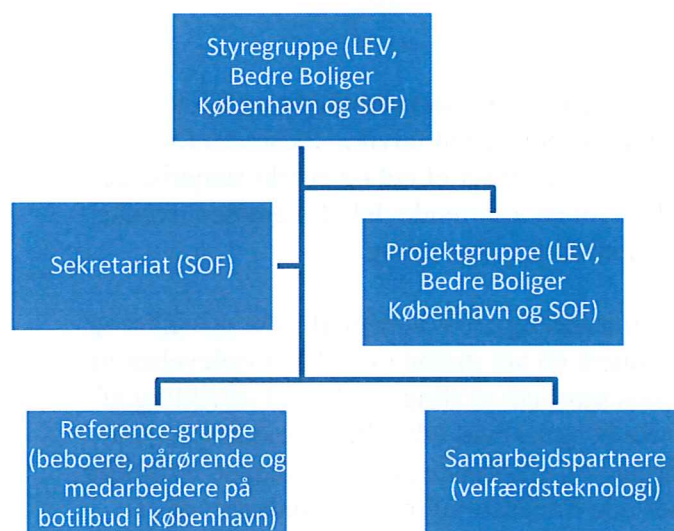 Styregruppe (LEV,
Bedre Boliger
København og SOF)
Sekretariat (SOF)
Projektgruppe (LEV,
Bedre Boliger
København og SOF)
Reference-gruppe
(beboere, pårørende og
medarbejdere på
botilbud i København)
Samarbejdspartnere
(velfærdsteknologi)